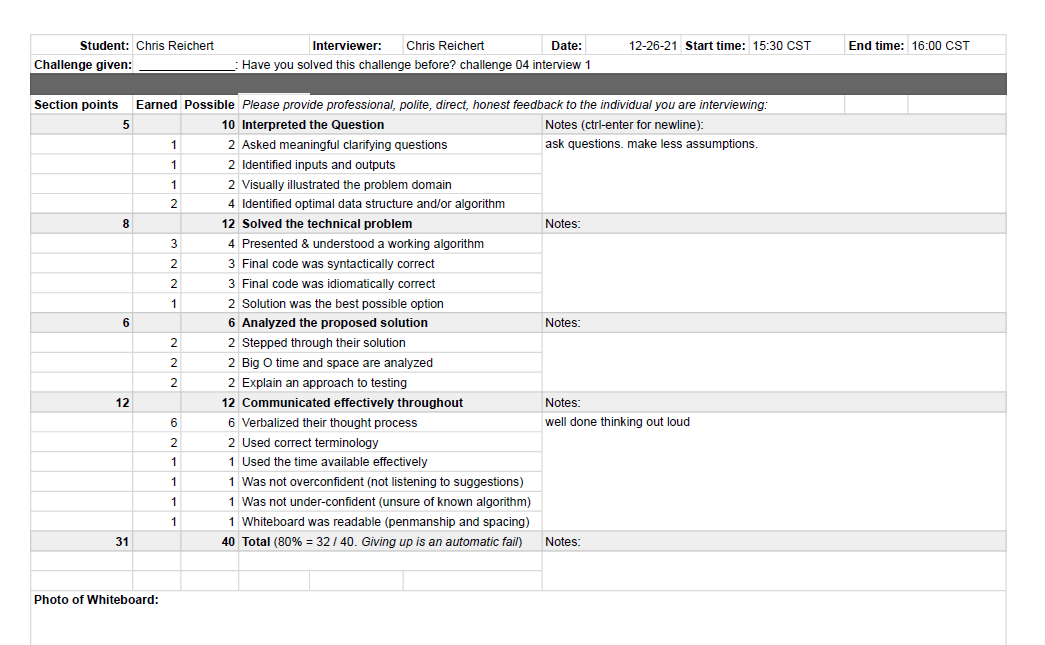 Student: Chris Reichert Interviewer: Chris Reichert Date: 12-26-21 Start time: 15:30 CST End time: 16:00 CST
Challenge given: ______________: Have you solved this challenge before? challenge 04 interview 1
Section points Earned Possible Please provide professional, polite, direct, honest feedback to the individual you are interviewing:
5 10 Interpreted the Question Notes (ctrl-enter for newline):
1 2 Asked meaningful clarifying questions ask questions. make less assumptions.
1 2 Identified inputs and outputs
1 2 Visually illustrated the problem domain
2 4 Identified optimal data structure and/or algorithm
8 12 Solved the technical problem Notes:
3 4 Presented & understood a working algorithm
2 3 Final code was syntactically correct
2 3 Final code was idiomatically correct
1 2 Solution was the best possible option
6 6 Analyzed the proposed solution Notes:
2 2 Stepped through their solution
2 2 Big O time and space are analyzed
2 2 Explain an approach to testing
12 12 Communicated effectively throughout Notes:
6 6 Verbalized their thought process well done thinking out loud
2 2 Used correct terminology
1 1 Used the time available effectively
1 1 Was not overconfident (not listening to suggestions)
1 1 Was not under-confident (unsure of known algorithm)
1 1 Whiteboard was readable (penmanship and spacing)
31 40 Total (80% = 32 / 40. Giving up is an automatic fail) Notes:
Photo of Whiteboard: